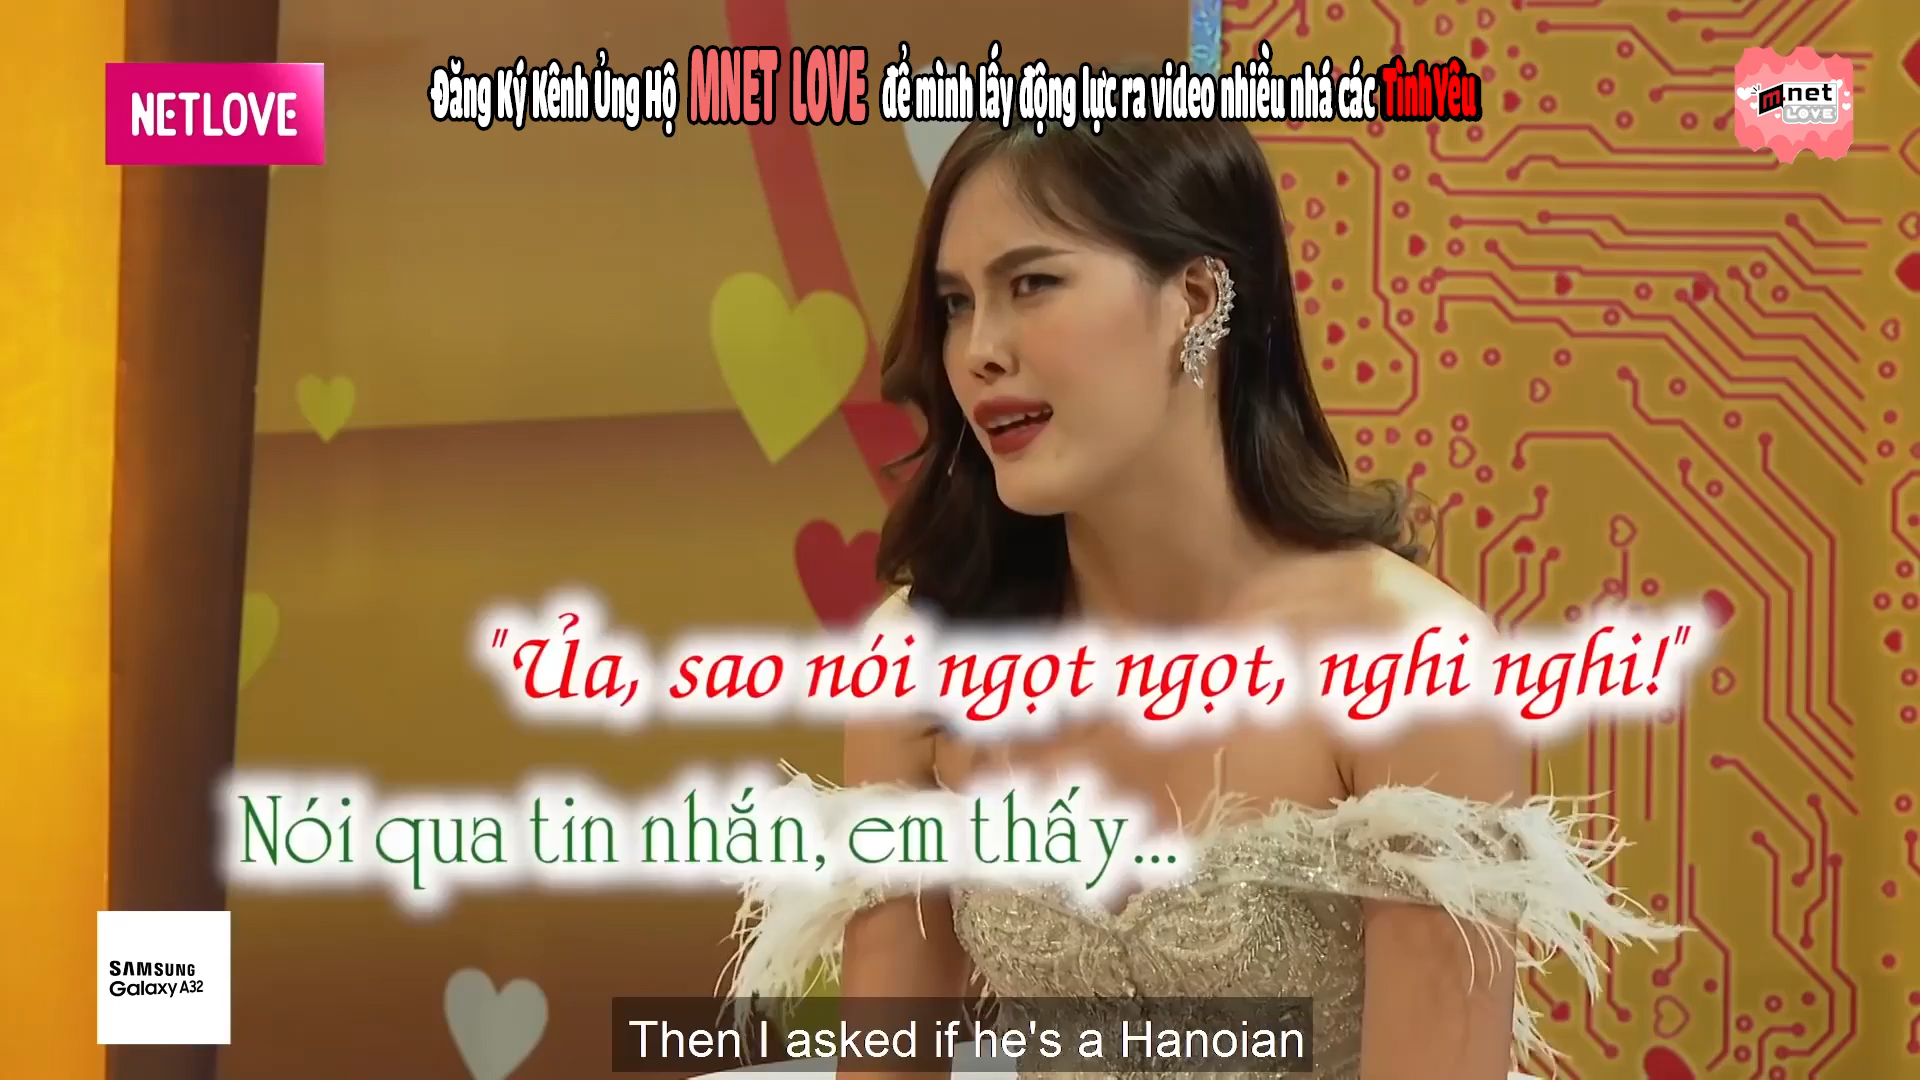 Đăng Ký Kênh Ủng Hộ MNET LOVE để mình lấy động lực ra video nhiều nhá các Tình Yêu
NETLOVE
m.net
LOVE
"Ủa, sao nói ngọt ngọt, nghi nghi!"
Nói qua tin nhắn, em thấy...
SAMSUNG
Galaxy A32
Then I asked if he's a Hanoian